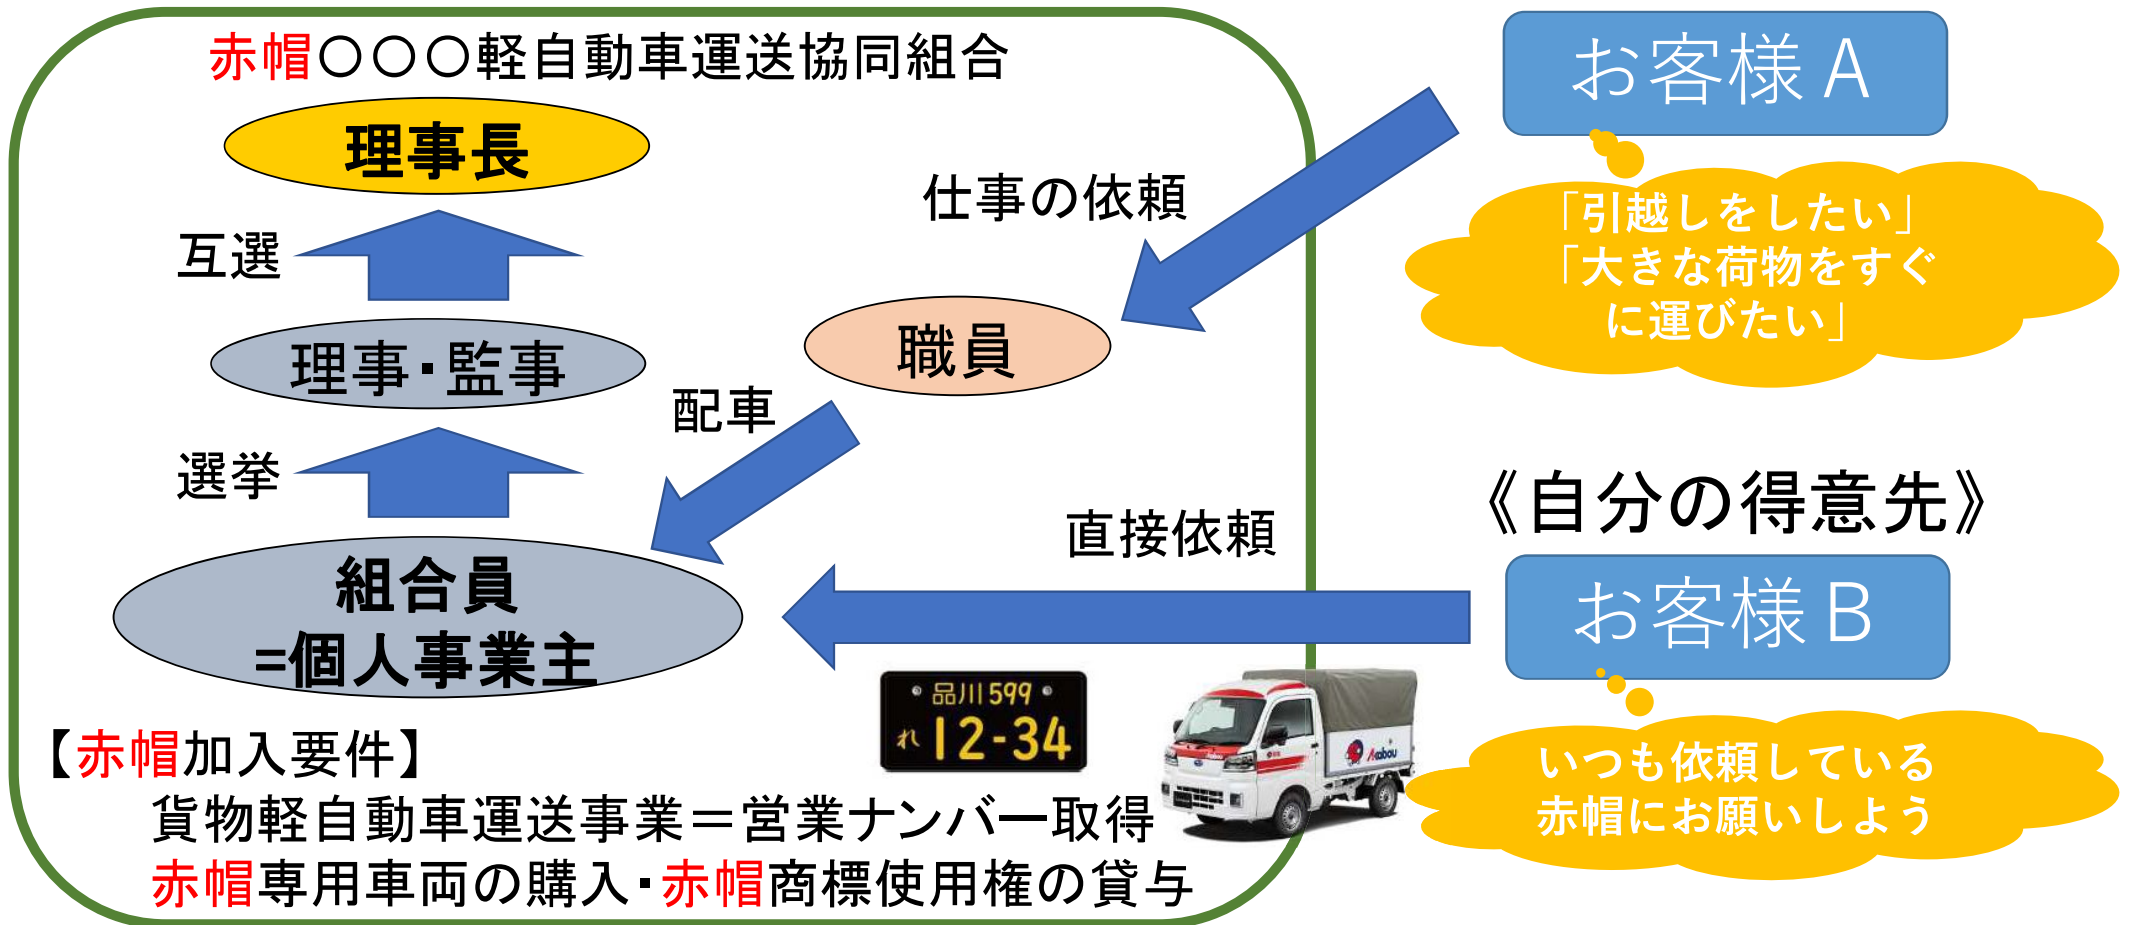 赤帽〇〇〇軽自動車運送協同組合
理事長
互選
理事・監事
選挙
組合員
=個人事業主
職員
配車
仕事の依頼
直接依頼
お客様A
「引越しをしたい」
「大きな荷物をすぐ
に運びたい」
《自分の得意先》
お客様B
いつも依頼している
赤帽にお願いしよう
品川 599
れ 12-34
Akabou
【赤帽加入要件】
貨物軽自動車運送事業＝営業ナンバー取得
赤帽専用車両の購入・赤帽商標使用権の貸与